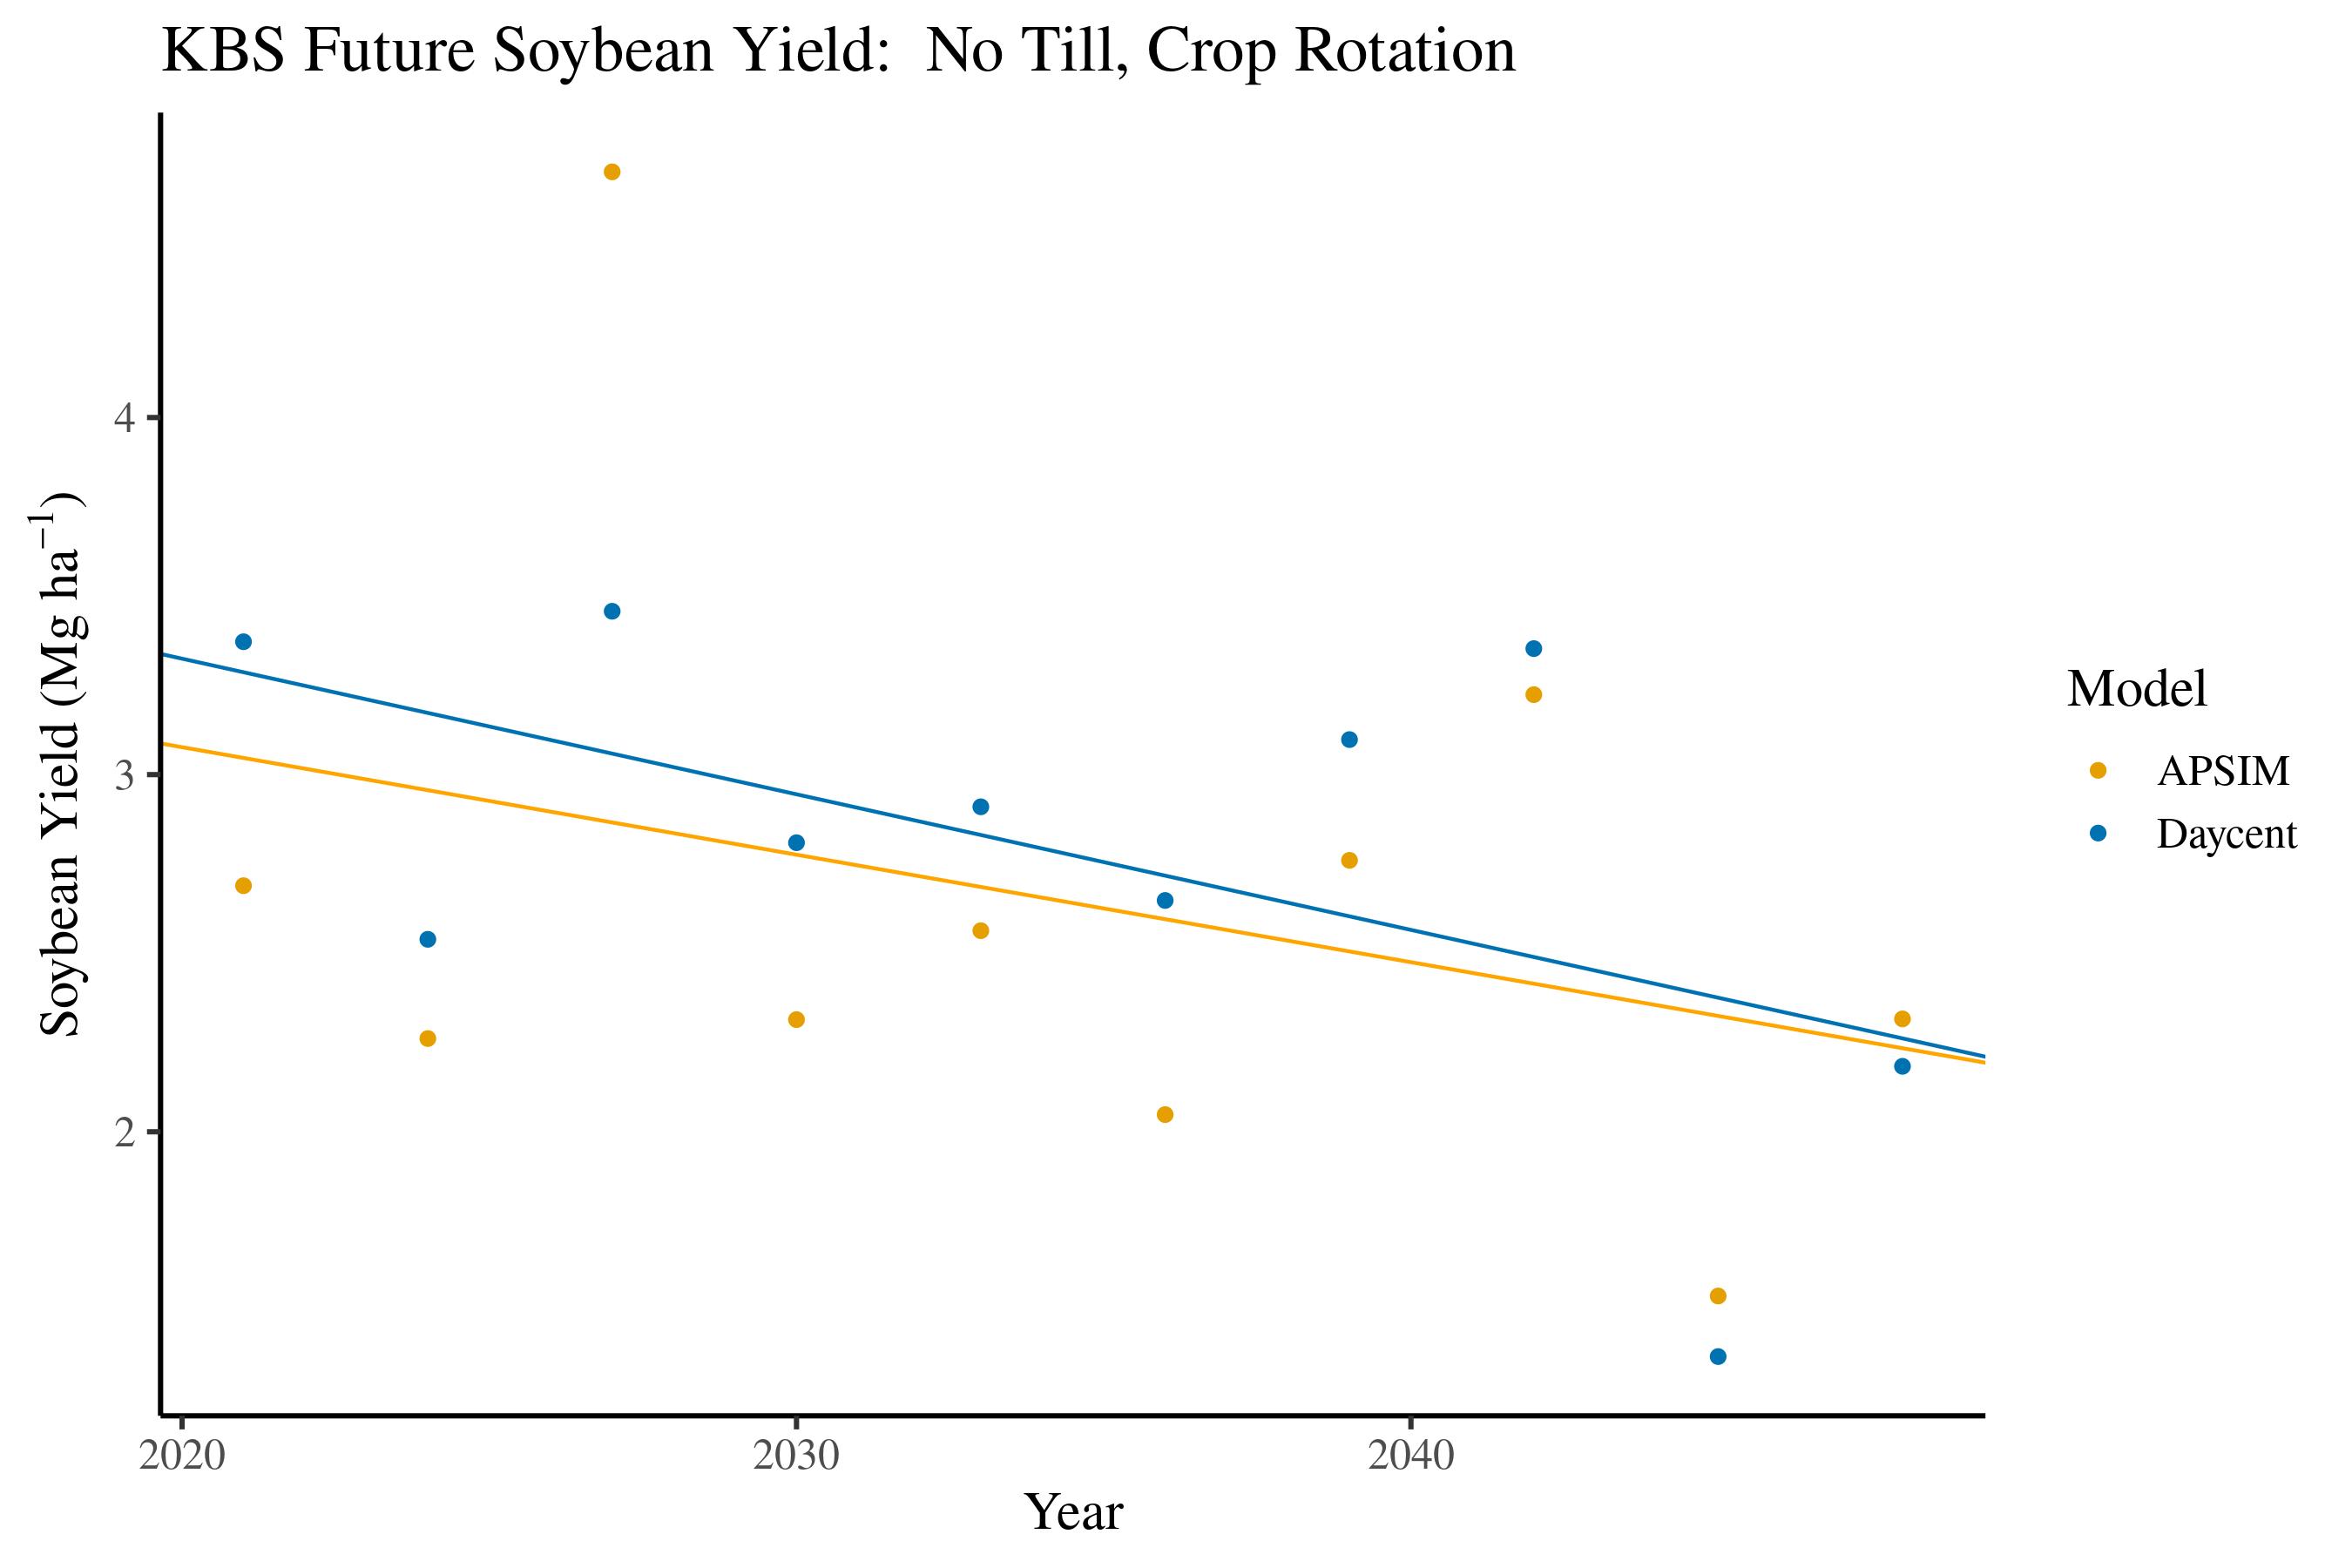 KBS Future Soybean Yield:  No Till, Crop Rotation
Soybean Yield (Mg ha⁻¹)
4
3
2
2020
2030
2040
Year
Model
APSIM
Daycent